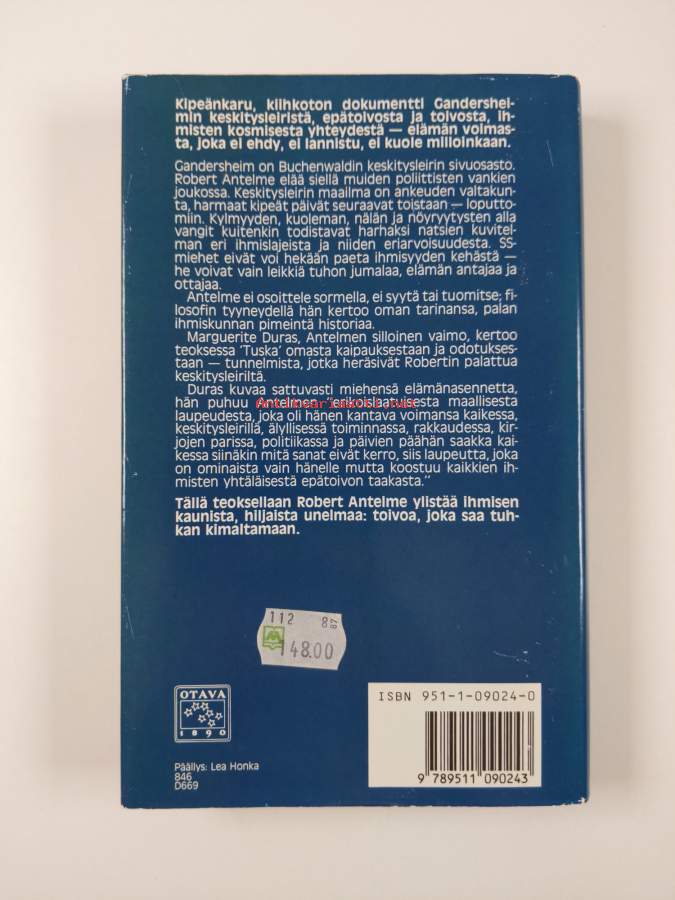 Kipeänkaru, kiihkoton dokumentti Gandershei-
min keskitysleiristä, epätoivosta ja toivosta, ih-
misten kosmisesta yhteydestä — elämän voimas-
ta, joka ei ehdy, ei lannistu, ei kuole milloinkaan.
Gandersheim on Buchenwaldin keskitysleirin sivuosasto.
Robert Antelme elää siellä muiden poliittisten vankien
joukossa. Keskitysleirin maailma on ankeuden valtakun-
ta, harmaat kipeät päivät seuraavat toistaan — loputto-
miin. Kylmyyden, kuoleman, nälän ja nöyryytysten alla
vangit kuitenkin todistavat harhaksi natsien kuvitel-
man eri ihmislajeista ja niiden eriarvoisuudesta. SS-
miehet eivät voi hekään paeta ihmisyyden kehästä —
he voivat vain leikkiä tuhon jumalaa, elämän antajaa ja
ottajaa.
Antelme ei osoittele sormella, ei syytä tai tuomitse; fi-
losofin tyyneydellä hän kertoo oman tarinansa, palan
ihmiskunnan pimeintä historiaa.
Marguerite Duras, Antelmen silloinen vaimo, kertoo
teoksessa 'Tuska' omasta kaipauksestaan ja odotukses-
taan — tunnelmista, jotka heräsivät Robertin palattua
keskitysleiriltä.
Duras kuvaa sattuvasti miehensä elämänasennetta,
hän puhuu Antelmen "erikoislaatuisesta maallisesta
laupeudesta, joka oli hänen kantava voimansa kaikessa,
keskitysleirillä, älyllisessä toiminnassa, rakkaudessa, kir-
jojen parissa, politiikassa ja päivien päähän saakka kai-
kessa siinäkin mitä sanat eivät kerro, siis laupeutta, joka
on ominaista vain hänelle mutta koostuu kaikkien ih-
misten yhtäläisestä epätoivon taakasta."
Tällä teoksellaan Robert Antelme ylistää ihmisen
kaunista, hiljaista unelmaa: toivoa, joka saa tuh-
kan kimaltamaan.
112 8 87
148.00
OTAVA
1890
ISBN 951-1-09024-0
9 789511 090243
Päällys: Lea Honka
846
D669